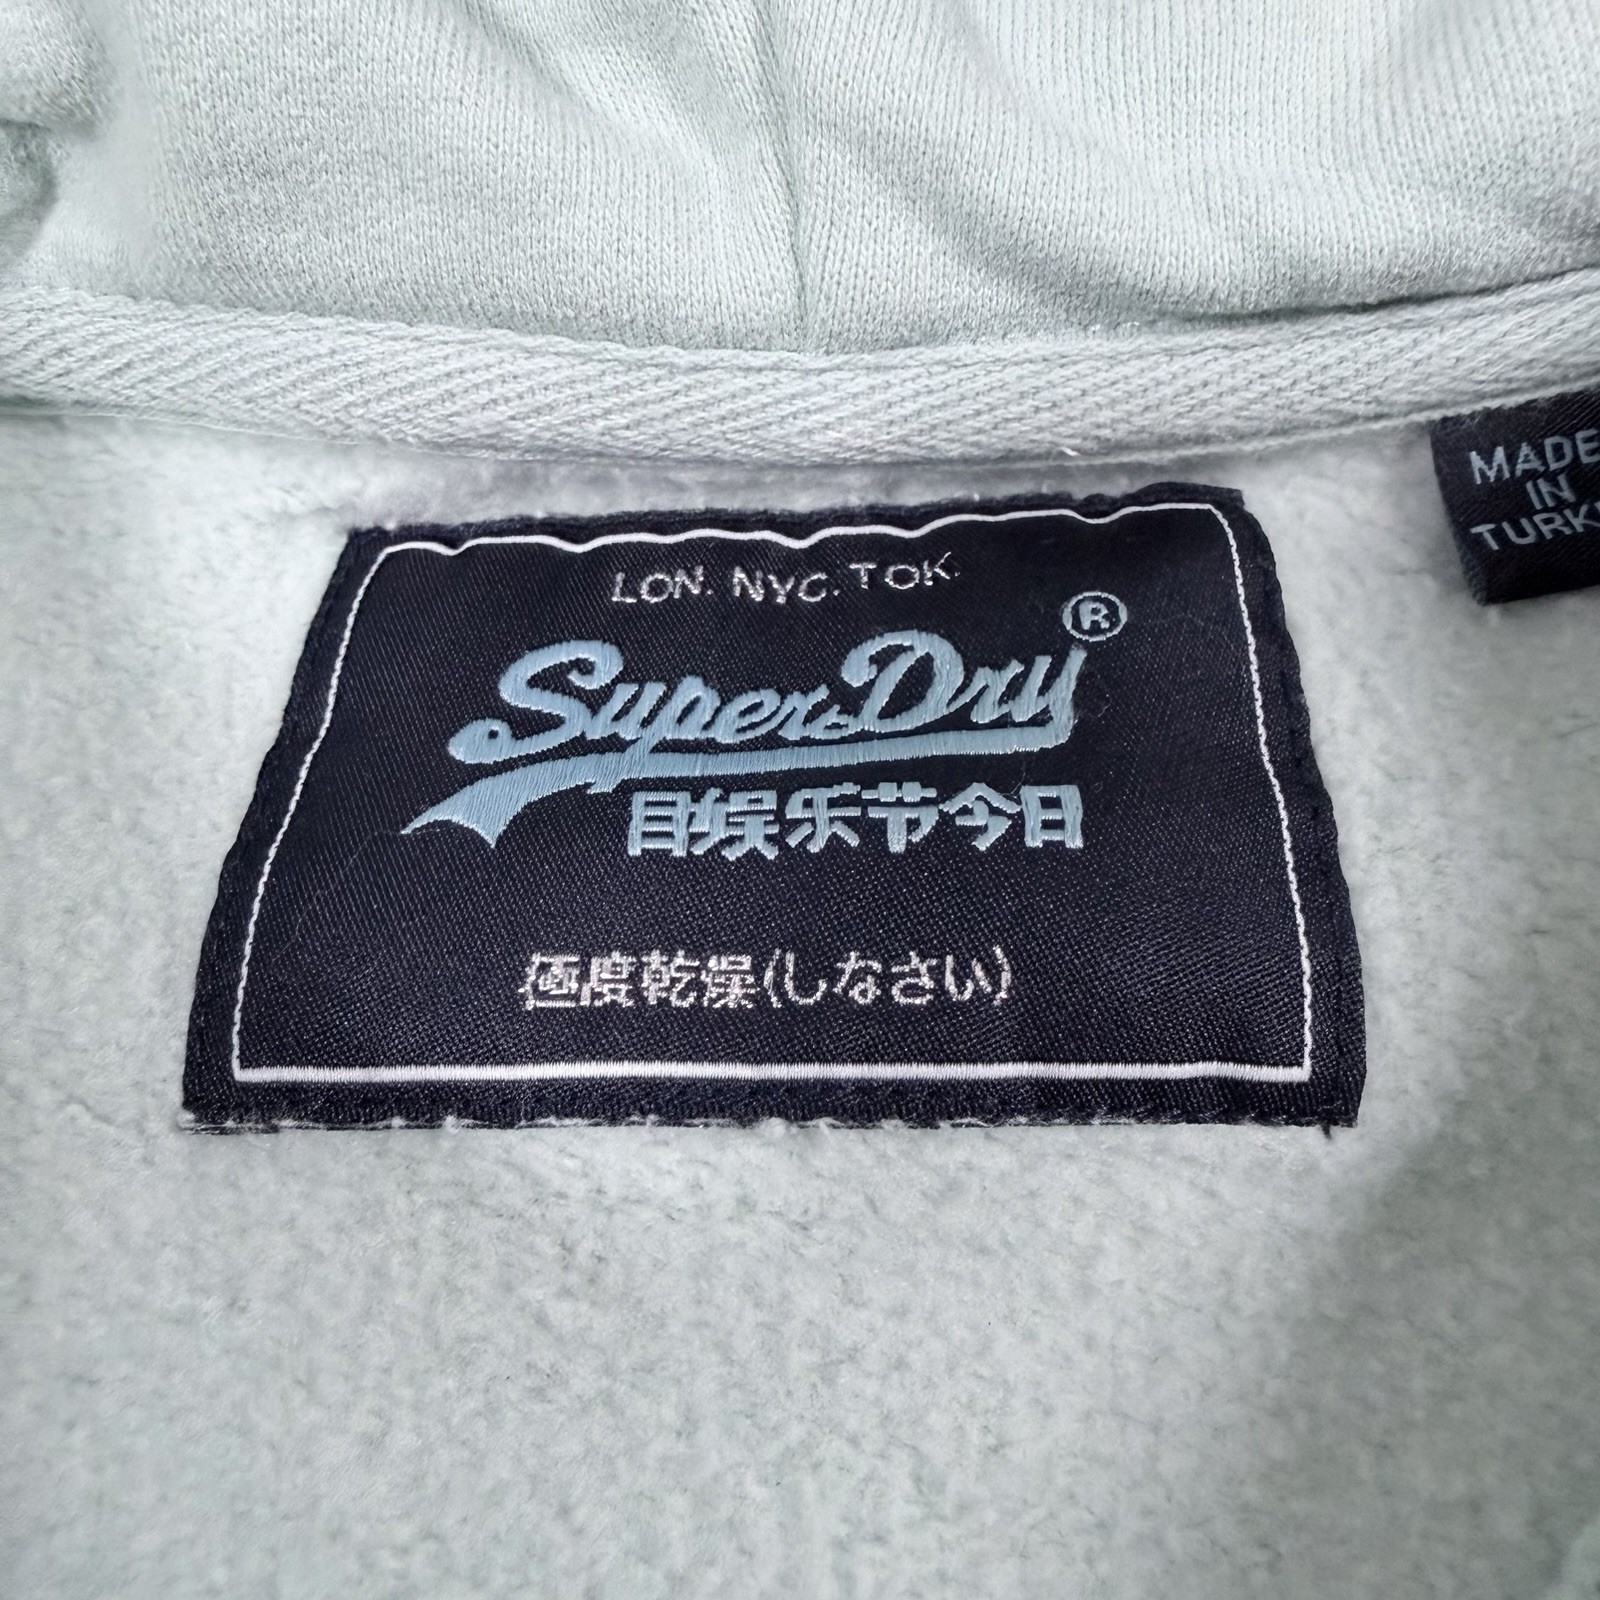 LON. NYC. TOK.
SuperDry®
目娱乐节今日
極度乾燥(しなさい)
MADE
IN
TURK